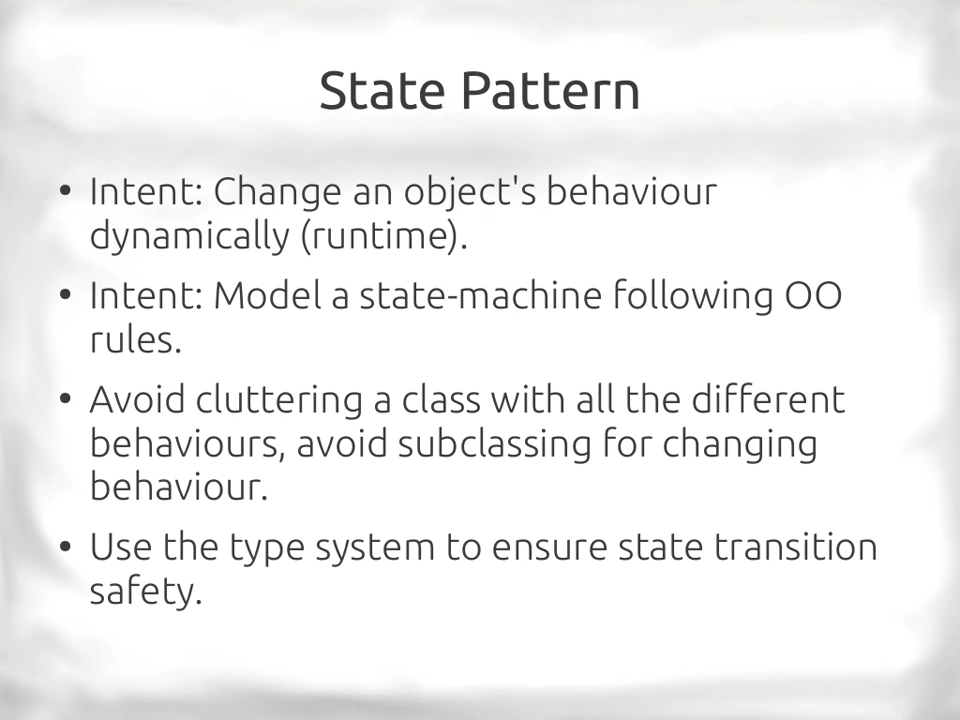 State Pattern
• Intent: Change an object's behaviour
dynamically (runtime).
• Intent: Model a state-machine following OO
rules.
• Avoid cluttering a class with all the different
behaviours, avoid subclassing for changing
behaviour.
• Use the type system to ensure state transition
safety.